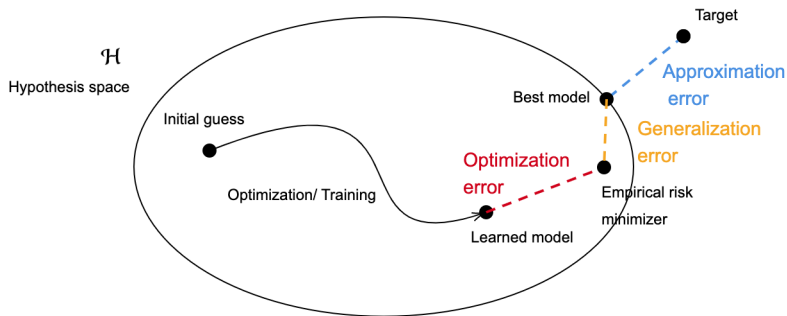 Target
ℋ
Hypothesis space
Approximation
error
Best model
Initial guess
Generalization
error
Optimization
error
Optimization/ Training
Empirical risk
minimizer
Learned model